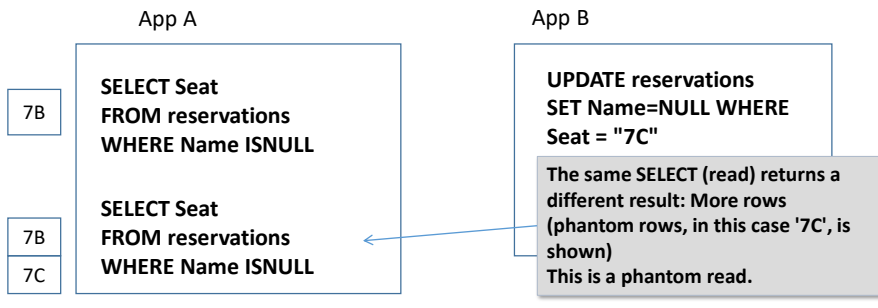 App A
App B
7B
SELECT Seat
FROM reservations
WHERE Name ISNULL
UPDATE reservations
SET Name=NULL WHERE
Seat = "7C"
The same SELECT (read) returns a
different result: More rows
(phantom rows, in this case '7C', is
shown)
This is a phantom read.
7B
7C
SELECT Seat
FROM reservations
WHERE Name ISNULL